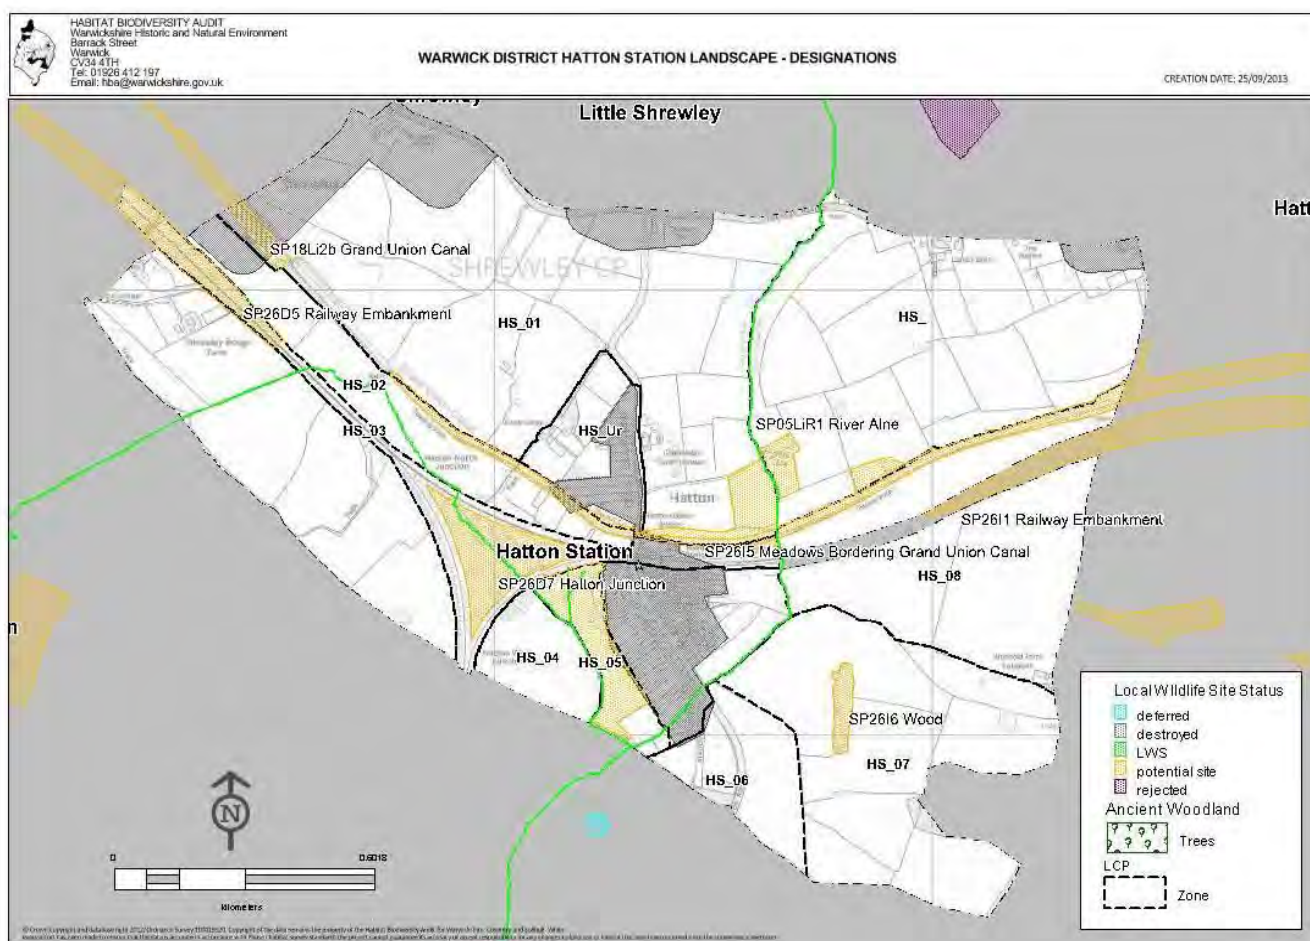 HABITAT BIODIVERSITY AUDIT
Warwickshire Historic and Natural Environment
Barrack Street
Warwick
CV34 4TH
Tel: 01926 412 197
Email: hba@warwickshire.gov.uk
WARWICK DISTRICT HATTON STATION LANDSCAPE - DESIGNATIONS
CREATION DATE: 25/09/2013
Little Shrewley
SP18Li2b Grand Union Canal
SHREWLEY CP
SP26D5 Railway Embankment
HS_01
HS_
HS_02
HS_03
HS_Ur
SP05LiR1 River Alne
Hatton
SP26I1 Railway Embankment
Hatton Station
SP26I5 Meadows Bordering Grand Union Canal
SP26D7 Hatton Junction
HS_08
HS_04
HS_05
SP26I6 Wood
HS_07
HS_06
N
0
0.6018
kilometers
Local Wildlife Site Status
deferred
destroyed
LWS
potential site
rejected
Ancient Woodland
Trees
LCP
Zone